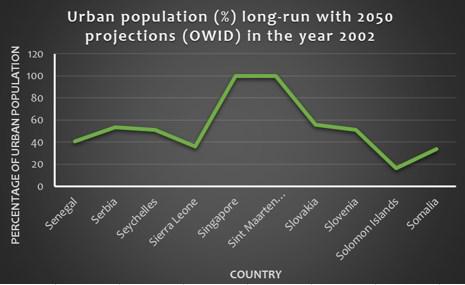 Urban population (%) long-run with 2050
projections (OWID) in the year 2002
PERCENTAGE OF URBAN POPULATION
120
100
80
60
40
20
0
Senegal
Serbia
Seychelles
Sierra Leone
Singapore
Sint Maarten...
Slovakia
Slovenia
Solomon Islands
Somalia
COUNTRY